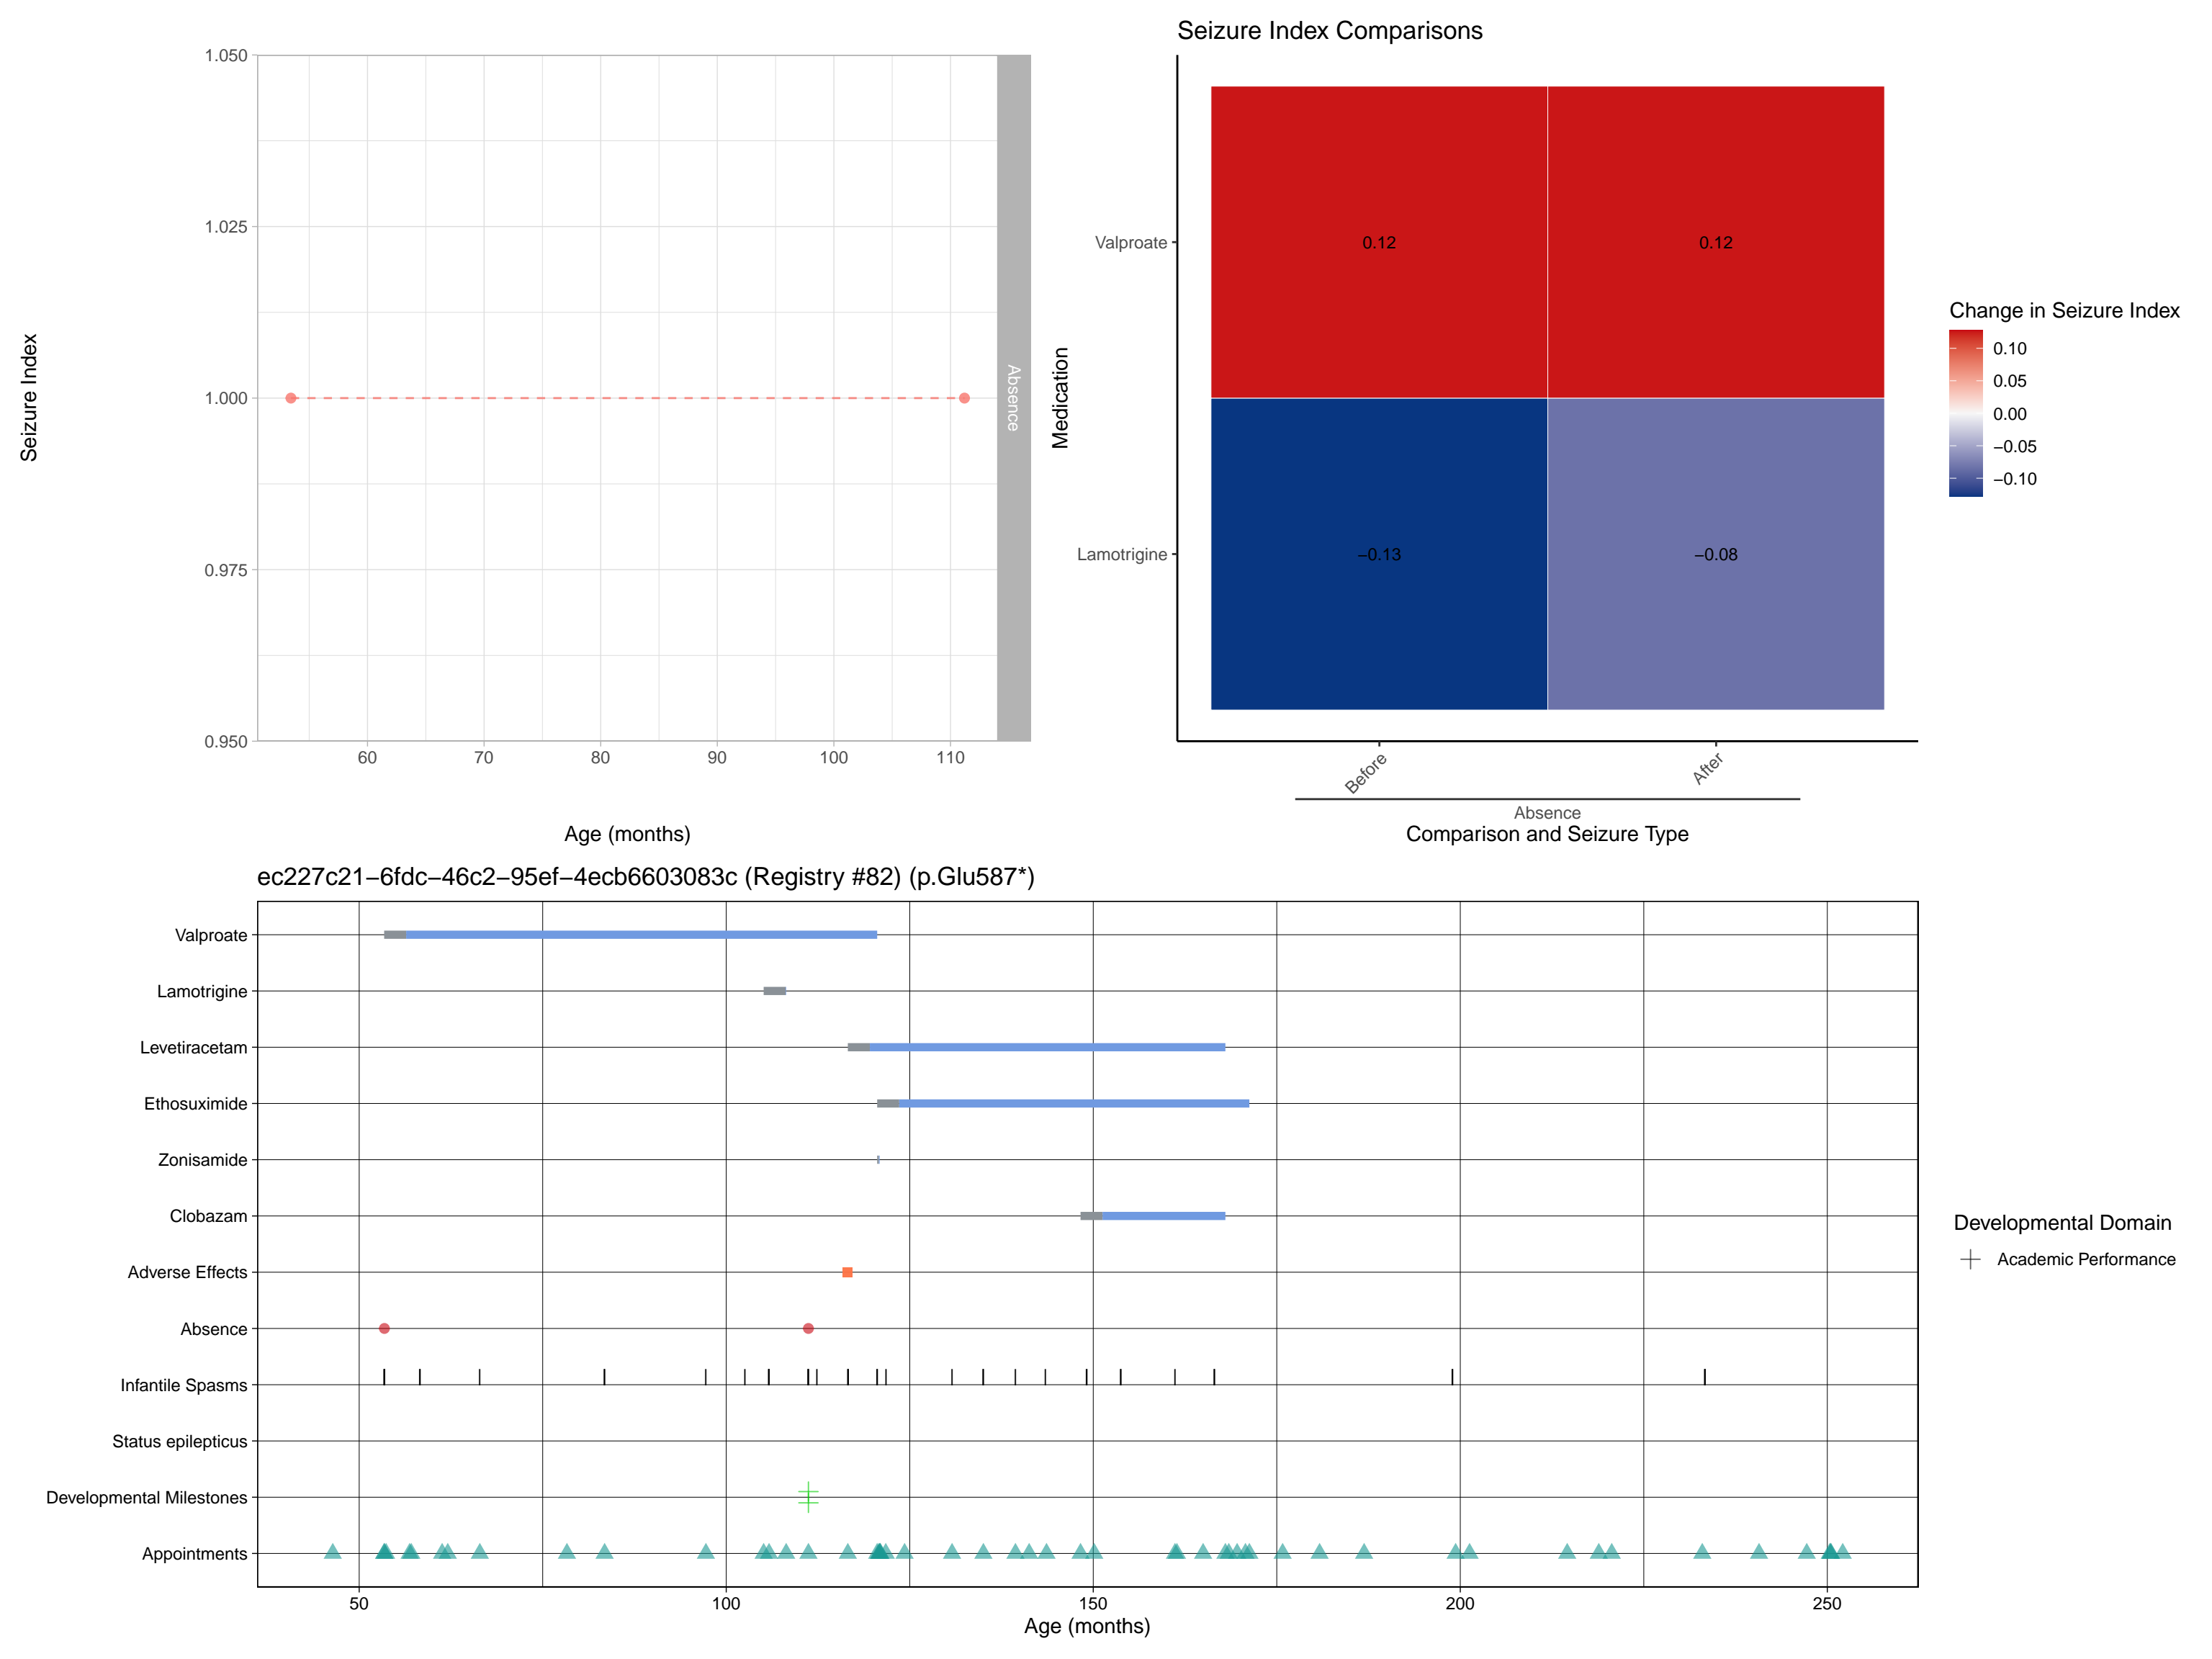 1.050
1.025
1.000
0.975
0.950
Seizure Index
60 70 80 90 100 110
Age (months)
Absence
Seizure Index Comparisons
Medication
Valproate
Lamotrigine
0.12 0.12
−0.13 −0.08
Before After
Absence
Comparison and Seizure Type
Change in Seizure Index
0.10
0.05
0.00
−0.05
−0.10
ec227c21−6fdc−46c2−95ef−4ecb6603083c (Registry #82) (p.Glu587*)
Valproate
Lamotrigine
Levetiracetam
Ethosuximide
Zonisamide
Clobazam
Adverse Effects
Absence
Infantile Spasms
Status epilepticus
Developmental Milestones
Appointments
50 100 150 200 250
Age (months)
Developmental Domain
Academic Performance